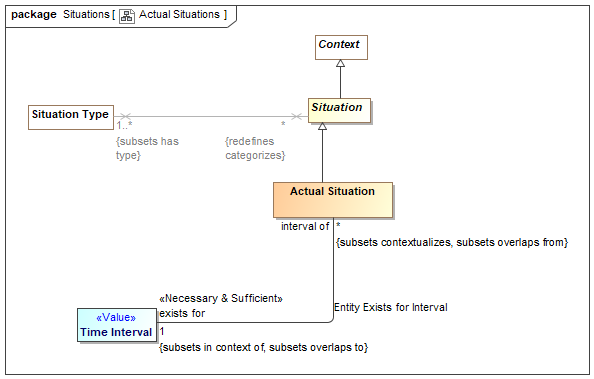 package Situations [ Actual Situations ]
Context
Situation Type
Situation
1..*
*
{subsets has
type}
{redefines
categorizes}
Actual Situation
interval of
*
{subsets contextualizes, subsets overlaps from}
«Necessary & Sufficient»
exists for
Entity Exists for Interval
«Value»
Time Interval
1
{subsets in context of, subsets overlaps to}